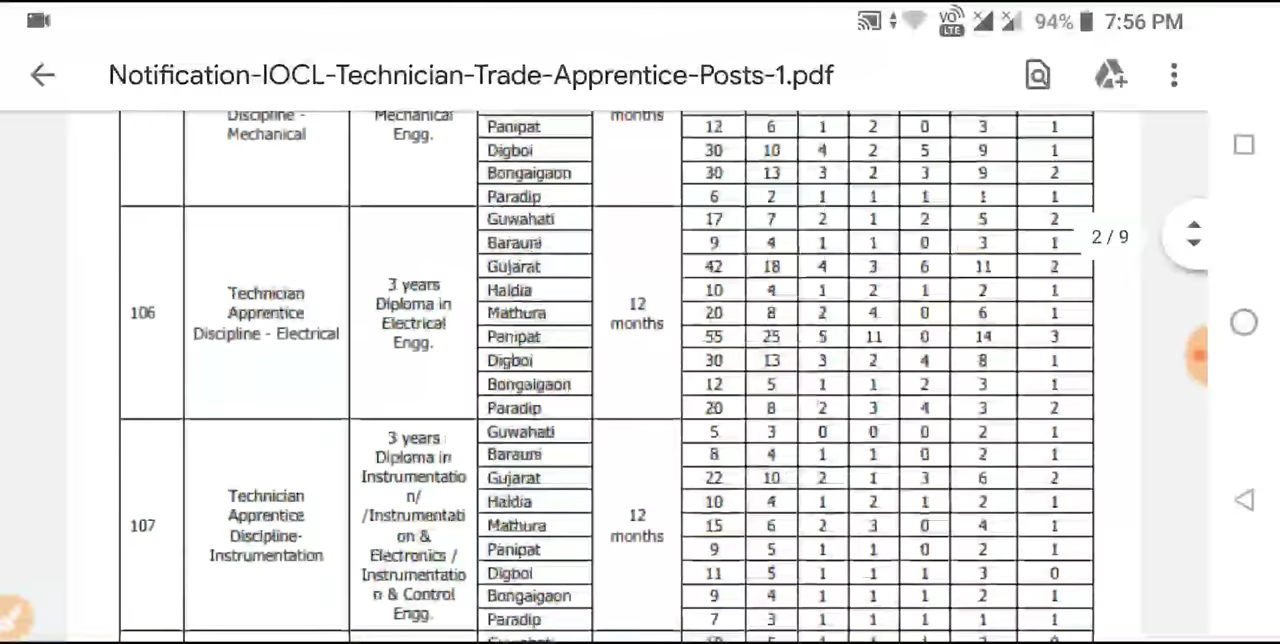 VO LTE 94% 7:56 PM
Notification-IOCL-Technician-Trade-Apprentice-Posts-1.pdf
2 / 9
Discipline - Mechanical
Mechanical Engg.
months
Panipat 12 6 1 2 0 3 1
Digboi 30 10 4 2 5 9 1
Bongaigaon 30 13 3 2 3 9 2
Paradip 6 2 1 1 1 1 1
106
Technician
Apprentice
Discipline - Electrical
3 years
Diploma in
Electrical
Engg.
12
months
Guwahati 17 7 2 1 2 5 2
Barauni 9 4 1 1 0 3 1
Gujarat 42 18 4 3 6 11 2
Haldia 10 4 1 2 1 2 1
Mathura 20 8 2 4 0 6 1
Panipat 55 25 5 11 0 14 3
Digboi 30 13 3 2 4 8 1
Bongaigaon 12 5 1 1 2 3 1
Paradip 20 8 2 3 4 3 2
107
Technician
Apprentice
Discipline-
Instrumentation
3 years
Diploma in
Instrumentatio
n/
/Instrumentati
on &
Electronics /
Instrumentatio
n & Control
Engg.
12
months
Guwahati 5 3 0 0 0 2 1
Barauni 8 4 1 1 0 2 1
Gujarat 22 10 2 1 3 6 2
Haldia 10 4 1 2 1 2 1
Mathura 15 6 2 3 0 4 1
Panipat 9 5 1 1 0 2 1
Digboi 11 5 1 1 1 3 0
Bongaigaon 9 4 1 1 1 2 1
Paradip 7 3 1 1 1 1 1